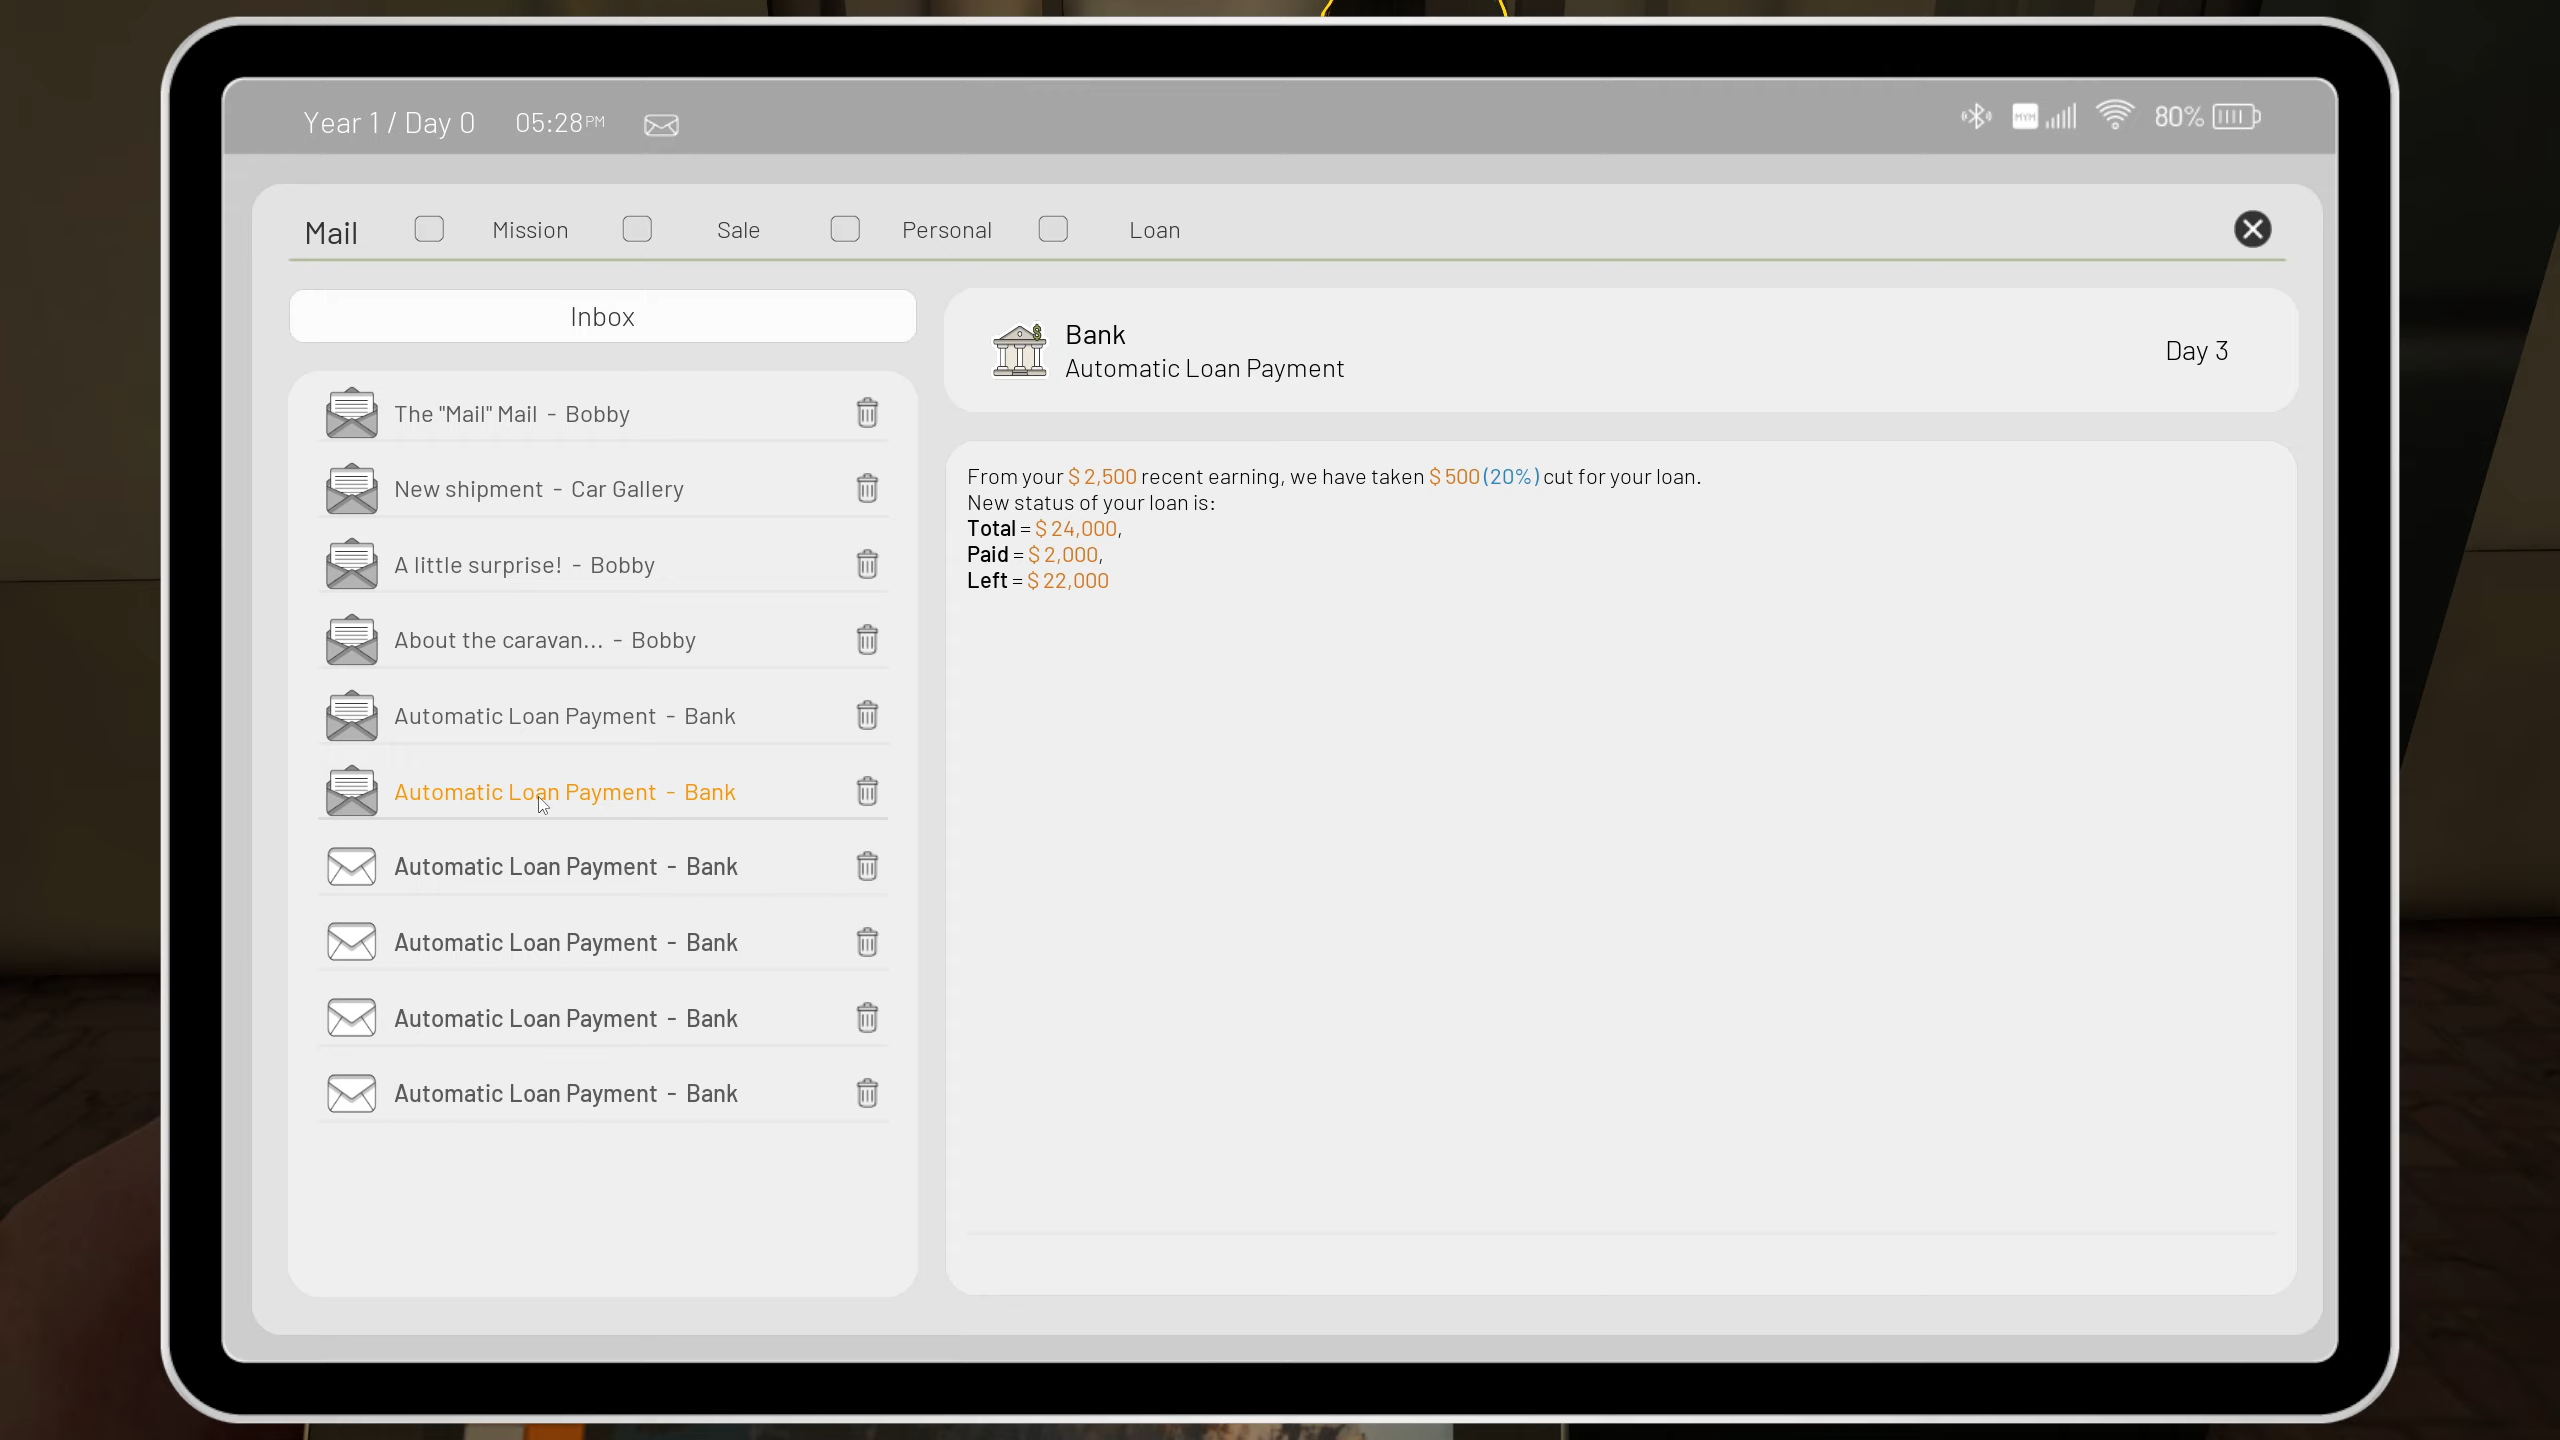 Year 1 / Day 0 05:28 PM
MYM 80%
Mail Mission Sale Personal Loan
Inbox
The "Mail" Mail - Bobby
New shipment - Car Gallery
A little surprise! - Bobby
About the caravan... - Bobby
Automatic Loan Payment - Bank
Automatic Loan Payment - Bank
Automatic Loan Payment - Bank
Automatic Loan Payment - Bank
Automatic Loan Payment - Bank
Automatic Loan Payment - Bank
Bank
Automatic Loan Payment
Day 3
From your $ 2,500 recent earning, we have taken $ 500 (20%) cut for your loan.
New status of your loan is:
Total = $ 24,000,
Paid = $ 2,000,
Left = $ 22,000